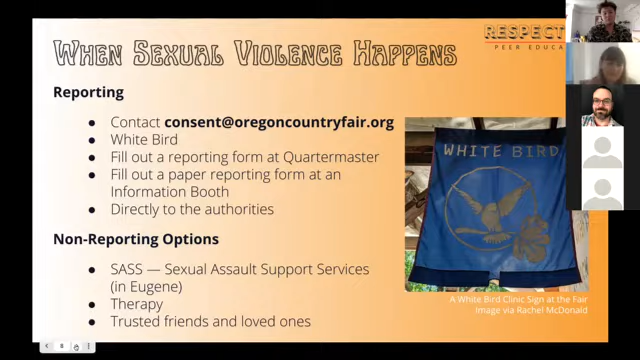 RESPECT
PEER EDUCA
When Sexual Violence Happens
Reporting
● Contact consent@oregoncountryfair.org
● White Bird
● Fill out a reporting form at Quartermaster
● Fill out a paper reporting form at an
Information Booth
● Directly to the authorities
Non-Reporting Options
● SASS — Sexual Assault Support Services
(in Eugene)
● Therapy
● Trusted friends and loved ones
WHITE BIRD
A White Bird Clinic Sign at the Fair
Image via Rachel McDonald
8